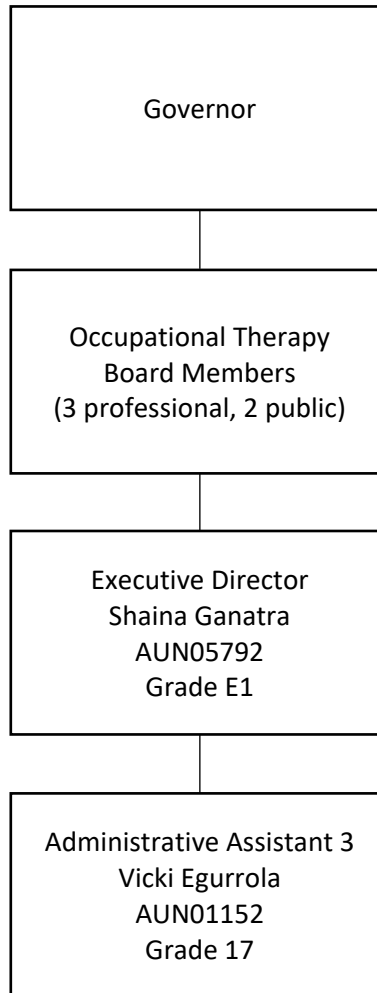 Governor
Occupational Therapy
Board Members
(3 professional, 2 public)
Executive Director
Shaina Ganatra
AUN05792
Grade E1
Administrative Assistant 3
Vicki Egurrola
AUN01152
Grade 17